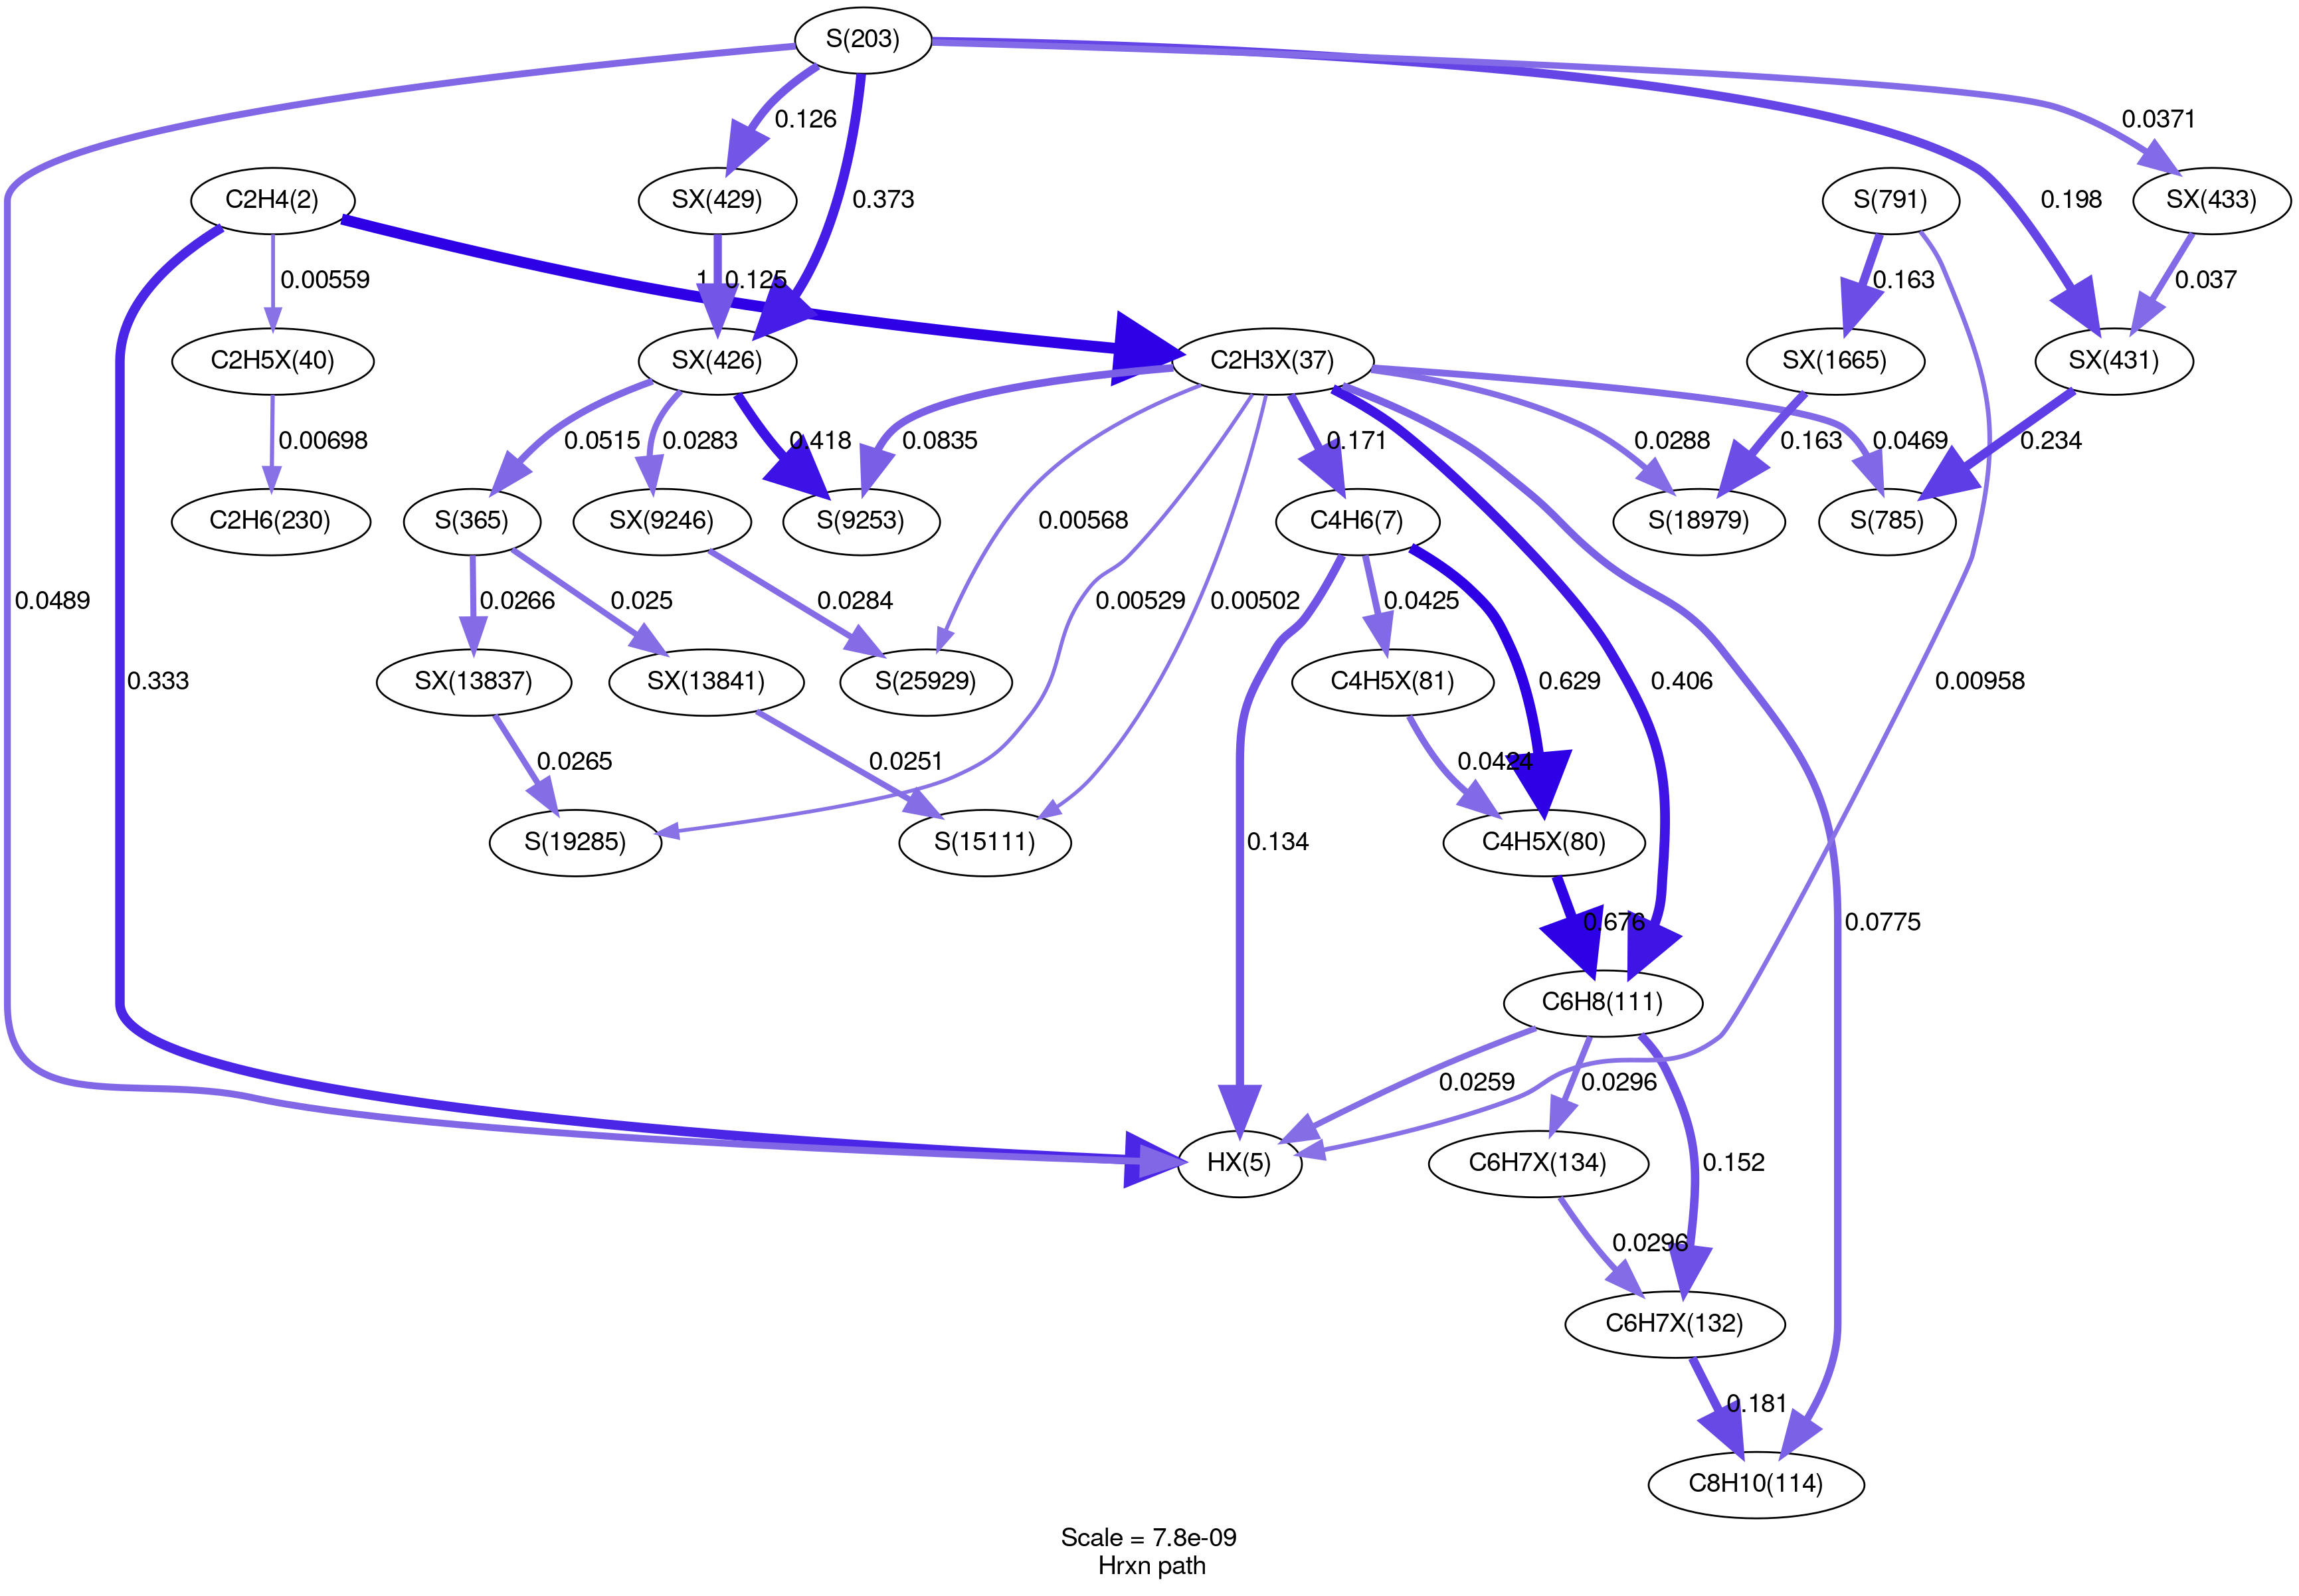 S(203)
0.126
0.0371
C2H4(2)
SX(429)
0.373
0.198
S(791)
SX(433)
0.00559
1
0.125
0.163
0.037
C2H5X(40)
SX(426)
C2H3X(37)
SX(1665)
SX(431)
0.00698
0.0515
0.0283
0.418
0.0835
0.171
0.0288
0.163
0.0469
0.234
C2H6(230)
S(365)
SX(9246)
S(9253)
C4H6(7)
S(18979)
S(785)
0.0489
0.0266
0.025
0.0284
0.00568
0.00529
0.00502
0.0425
0.333
SX(13837)
SX(13841)
S(25929)
C4H5X(81)
0.629
0.406
0.00958
0.0265
0.0251
0.0424
S(19285)
S(15111)
0.134
C4H5X(80)
0.676
0.0775
C6H8(111)
0.0259
0.0296
HX(5)
C6H7X(134)
0.152
0.0296
C6H7X(132)
0.181
C8H10(114)
Scale = 7.8e-09
Hrxn path